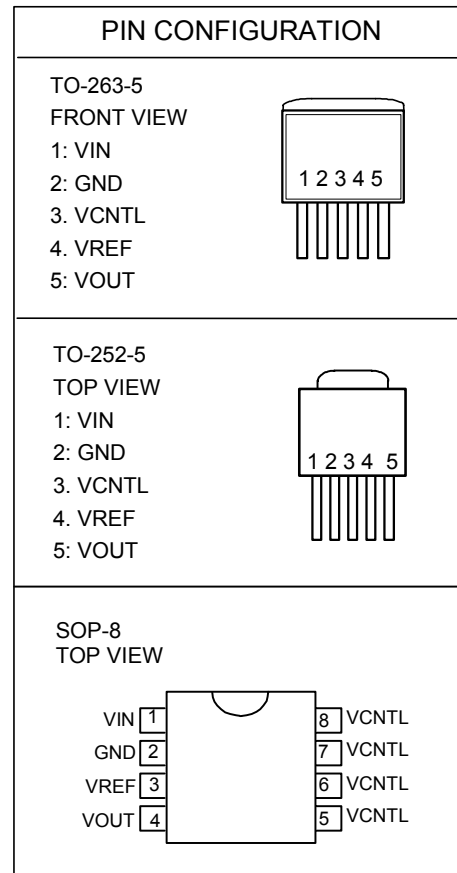 PIN CONFIGURATION
TO-263-5
FRONT VIEW
1: VIN
2: GND
3. VCNTL
4. VREF
5: VOUT
1 2 3 4 5
TO-252-5
TOP VIEW
1: VIN
2: GND
3. VCNTL
4. VREF
5: VOUT
1 2 3 4 5
SOP-8
TOP VIEW
VIN 1 8 VCNTL
GND 2 7 VCNTL
VREF 3 6 VCNTL
VOUT 4 5 VCNTL